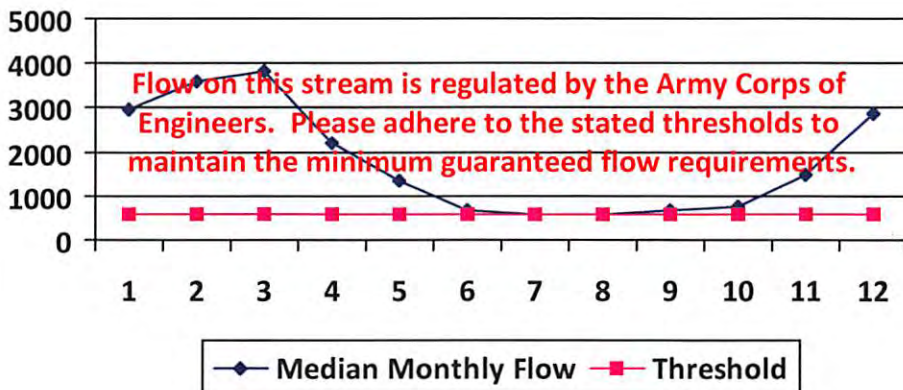 5000
4000
3000
2000
1000
0
Flow on this stream is regulated by the Army Corps of
Engineers. Please adhere to the stated thresholds to
maintain the minimum guaranteed flow requirements.
1 2 3 4 5 6 7 8 9 10 11 12
Median Monthly Flow Threshold